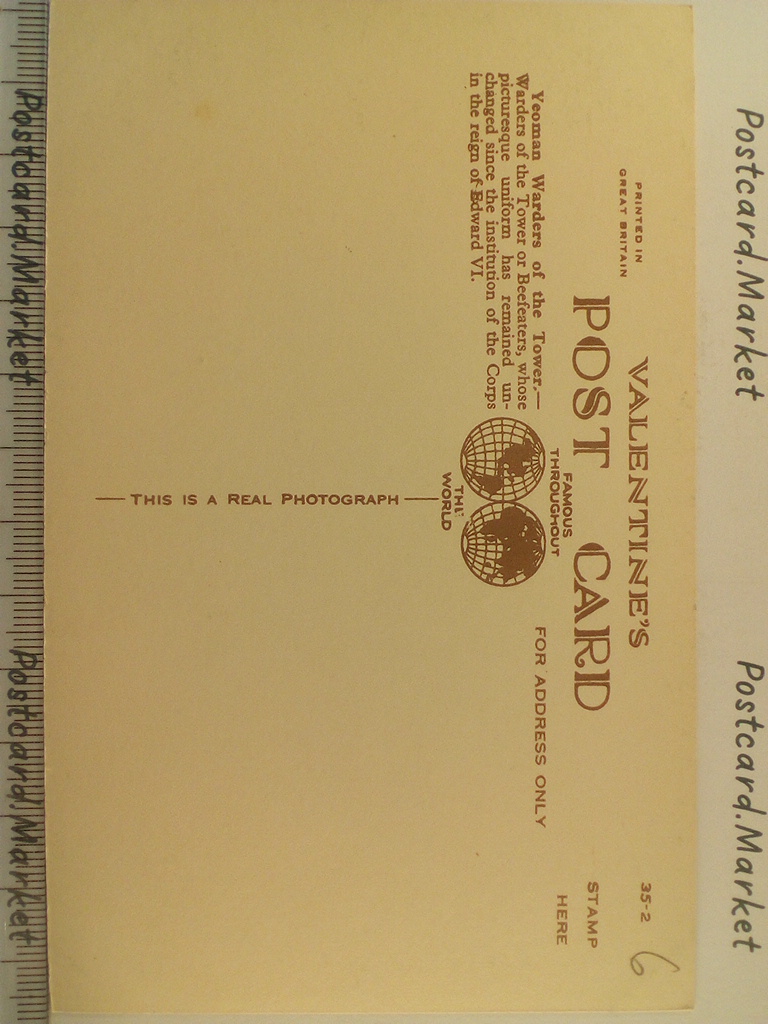 Postcard.Market
Postcard.Market
PRINTED IN
GREAT BRITAIN
VALENTINE'S
POST CARD
35-2
6
STAMP
HERE
Yeoman Warders of the Tower.—
Warders of the Tower or Beefeaters, whose
picturesque uniform has remained un-
changed since the institution of the Corps
in the reign of Edward VI.
FAMOUS
THROUGHOUT
THE
WORLD
FOR ADDRESS ONLY
THIS IS A REAL PHOTOGRAPH
Postcard.Market
Postcard.Market